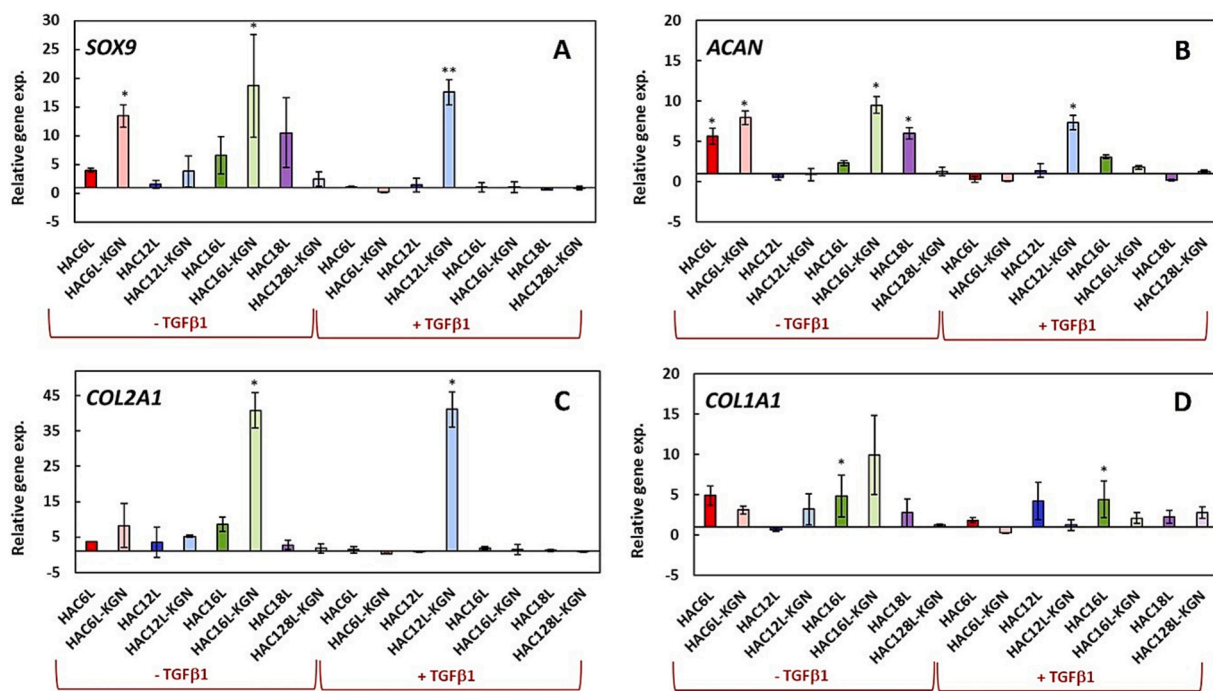 SOX9
A
Relative gene exp.
30
25
20
15
10
5
0
-5
*
*
**
HAC6L
HAC6L-KGN
HAC12L
HAC12L-KGN
HAC16L
HAC16L-KGN
HAC18L
HAC128L-KGN
HAC6L
HAC6L-KGN
HAC12L
HAC12L-KGN
HAC16L
HAC16L-KGN
HAC18L
HAC128L-KGN
- TGFβ1
+ TGFβ1
ACAN
B
Relative gene exp.
20
15
10
5
0
-5
*
*
*
*
*
HAC6L
HAC6L-KGN
HAC12L
HAC12L-KGN
HAC16L
HAC16L-KGN
HAC18L
HAC128L-KGN
HAC6L
HAC6L-KGN
HAC12L
HAC12L-KGN
HAC16L
HAC16L-KGN
HAC18L
HAC128L-KGN
- TGFβ1
+ TGFβ1
COL2A1
C
Relative gene exp.
45
35
25
15
5
-5
*
*
HAC6L
HAC6L-KGN
HAC12L
HAC12L-KGN
HAC16L
HAC16L-KGN
HAC18L
HAC128L-KGN
HAC6L
HAC6L-KGN
HAC12L
HAC12L-KGN
HAC16L
HAC16L-KGN
HAC18L
HAC128L-KGN
- TGFβ1
+ TGFβ1
COL1A1
D
Relative gene exp.
20
15
10
5
0
-5
*
*
HAC6L
HAC6L-KGN
HAC12L
HAC12L-KGN
HAC16L
HAC16L-KGN
HAC18L
HAC128L-KGN
HAC6L
HAC6L-KGN
HAC12L
HAC12L-KGN
HAC16L
HAC16L-KGN
HAC18L
HAC128L-KGN
- TGFβ1
+ TGFβ1